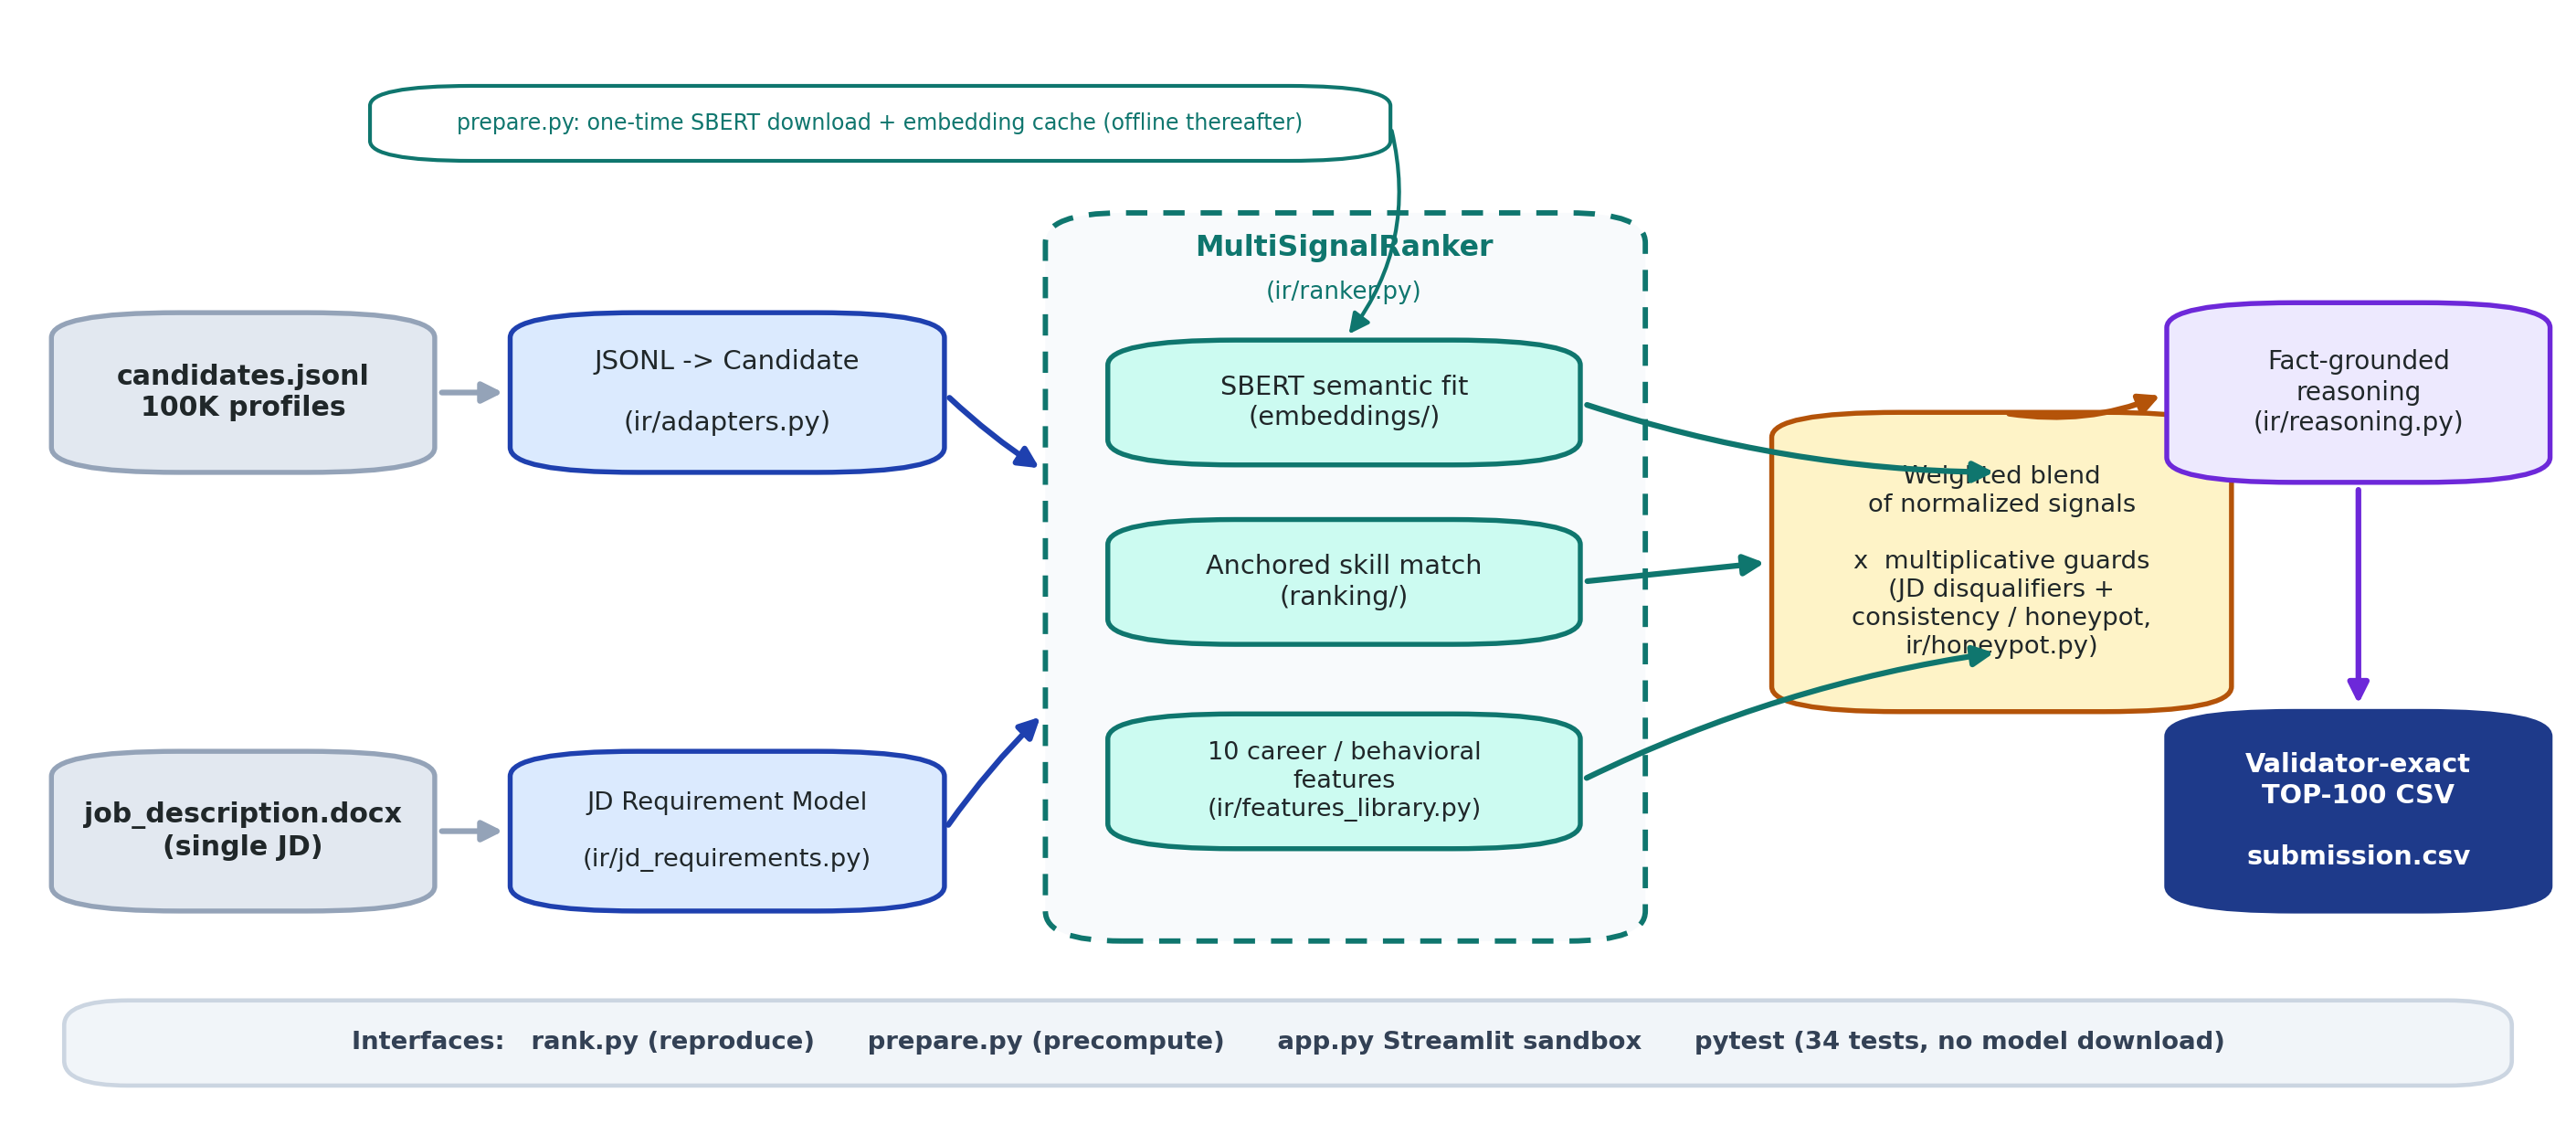 prepare.py: one-time SBERT download + embedding cache (offline thereafter)
candidates.jsonl
100K profiles
JSONL -> Candidate
(ir/adapters.py)
job_description.docx
(single JD)
JD Requirement Model
(ir/jd_requirements.py)
MultiSignalRanker
(ir/ranker.py)
SBERT semantic fit
(embeddings/)
Anchored skill match
(ranking/)
10 career / behavioral
features
(ir/features_library.py)
Weighted blend
of normalized signals
x  multiplicative guards
(JD disqualifiers +
consistency / honeypot,
ir/honeypot.py)
Fact-grounded
reasoning
(ir/reasoning.py)
Validator-exact
TOP-100 CSV
submission.csv
Interfaces:   rank.py (reproduce)      prepare.py (precompute)      app.py Streamlit sandbox      pytest (34 tests, no model download)